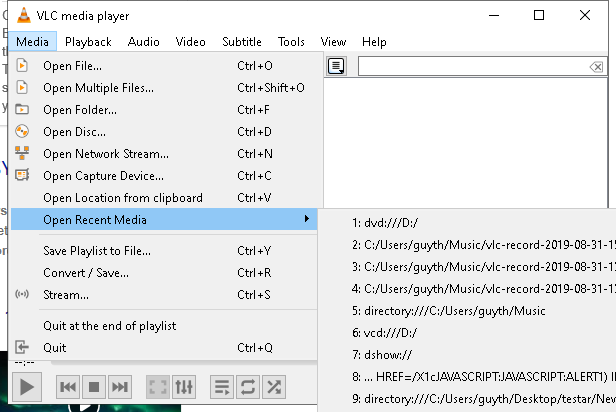 VLC media player
Media Playback Audio Video Subtitle Tools View Help
Open File... Ctrl+O
Open Multiple Files... Ctrl+Shift+O
Open Folder... Ctrl+F
Open Disc... Ctrl+D
Open Network Stream... Ctrl+N
Open Capture Device... Ctrl+C
Open Location from clipboard Ctrl+V
Open Recent Media
1: dvd:///D:/
Save Playlist to File... Ctrl+Y
2: C:/Users/guyth/Music/vlc-record-2019-08-31-1
Convert / Save... Ctrl+R
3: C:/Users/guyth/Music/vlc-record-2019-08-31-1
Stream... Ctrl+S
4: C:/Users/guyth/Music/vlc-record-2019-08-31-1
5: directory:///C:/Users/guyth/Music
Quit at the end of playlist
6: vcd:///D:/
Quit Ctrl+Q
7: dshow://
--:--
8: ... HREF=/X1cJAVASCRIPT:JAVASCRIPT:ALERT1)
9: directory:///C:/Users/guyth/Desktop/testar/New